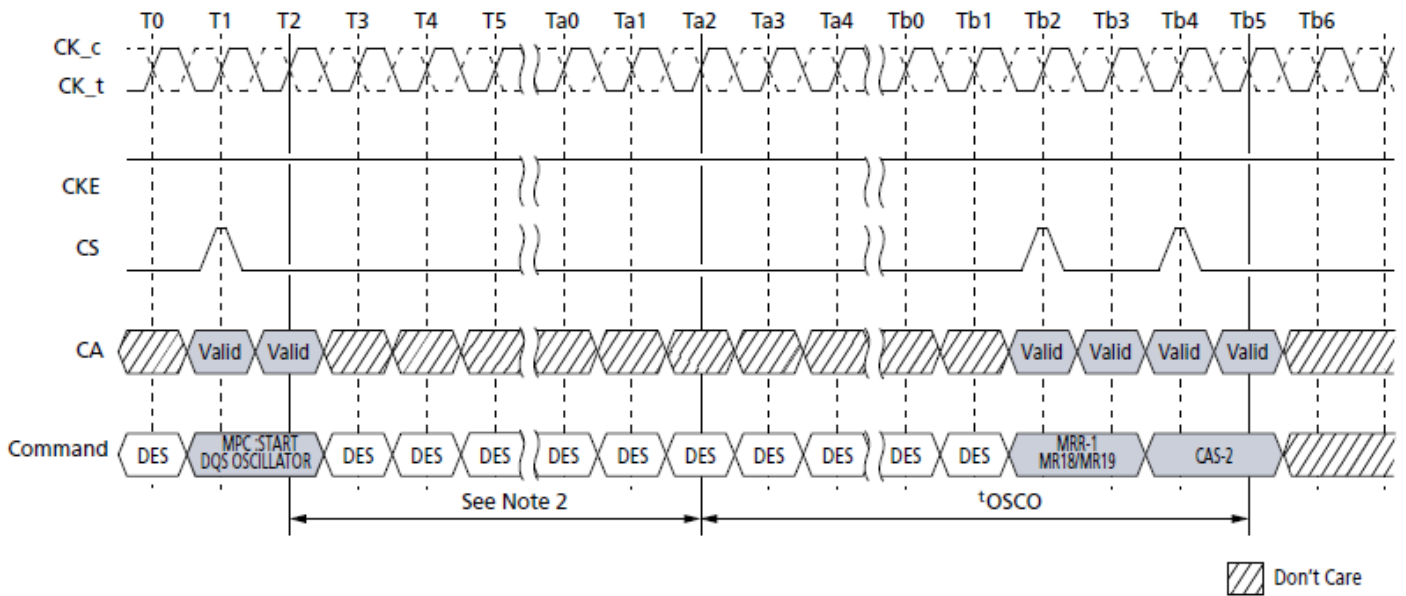 T0 T1 T2 T3 T4 T5 Ta0 Ta1 Ta2 Ta3 Ta4 Tb0 Tb1 Tb2 Tb3 Tb4 Tb5 Tb6
CK_c
CK_t
CKE
CS
CA Valid Valid Valid Valid Valid Valid
Command DES MPC :START DES DES DES DES DES DES DES DES DES DES MRR-1 CAS-2
DQS OSCILLATOR MR18/MR19
See Note 2 tOSCO
Don't Care